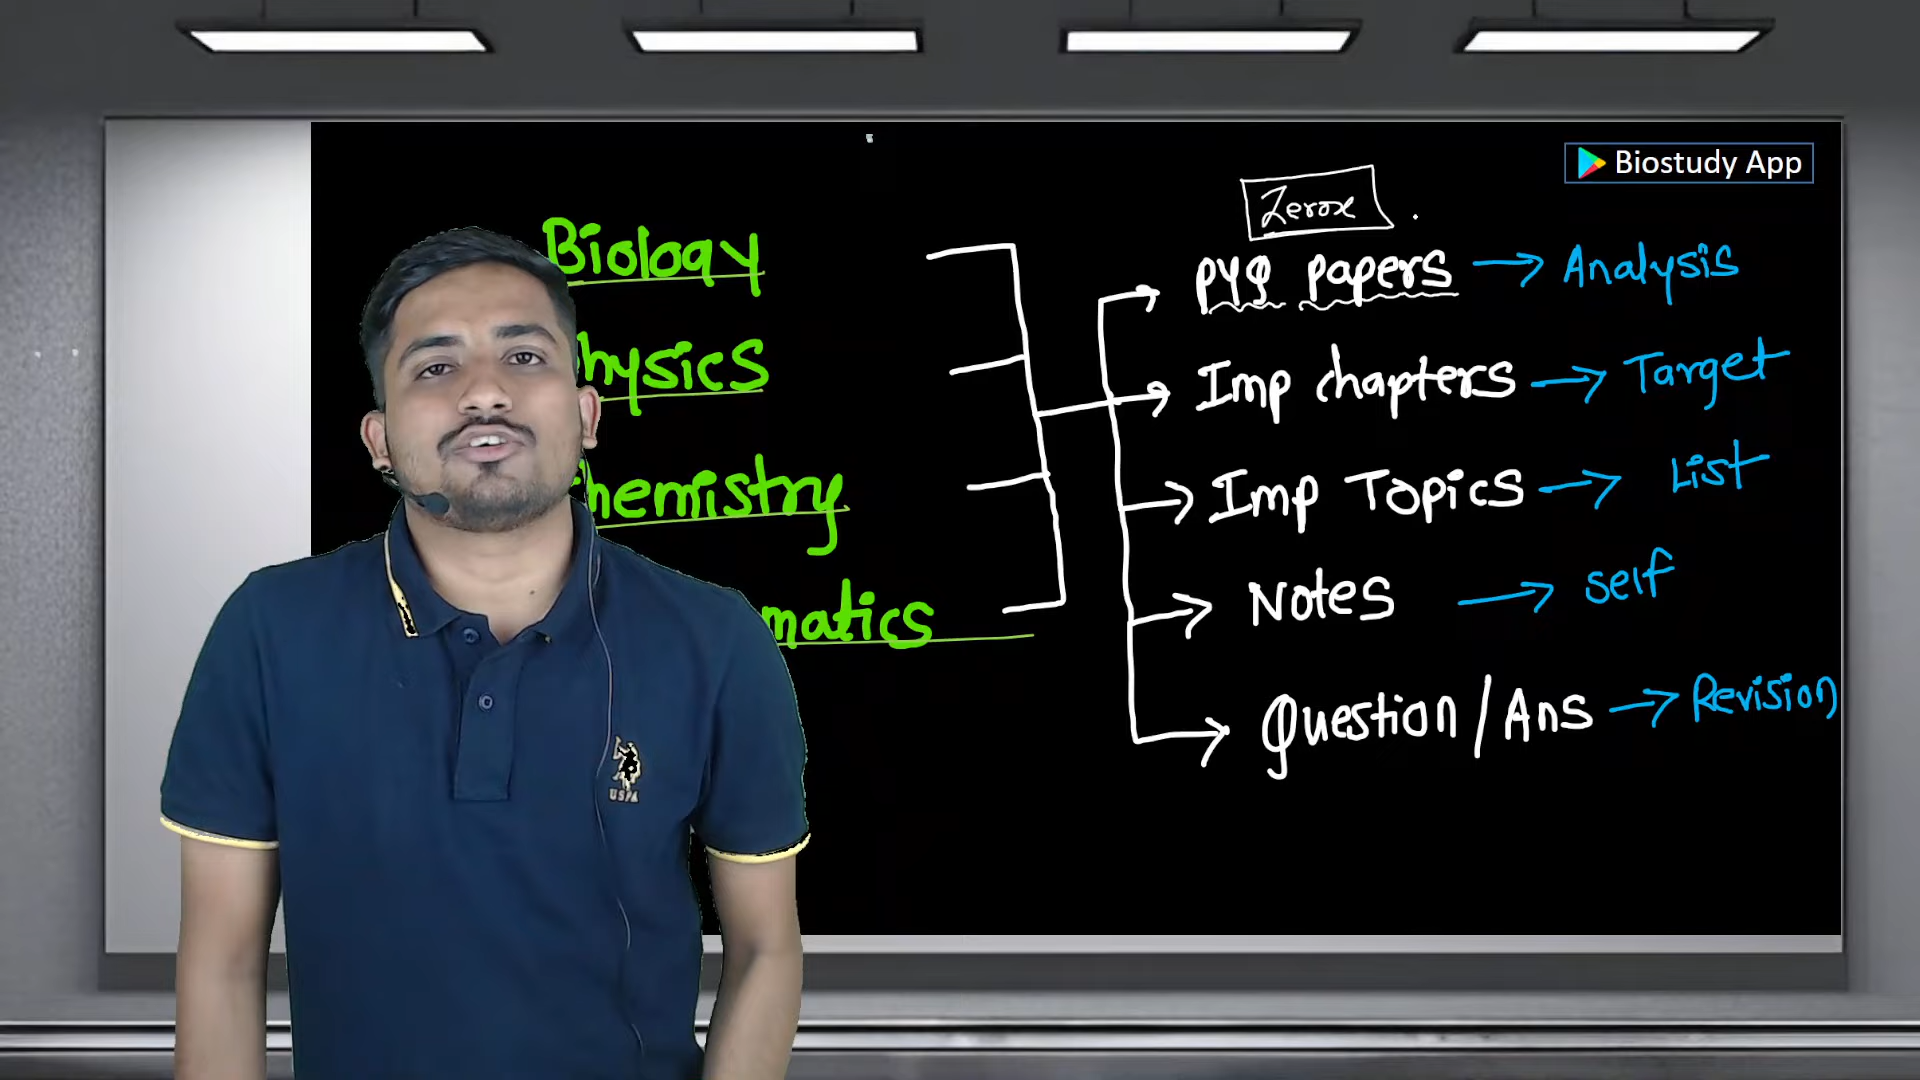 Biostudy App
Zerox
Biology
PYQ papers → Analysis
hysics
Imp chapters → Target
hemistry
Imp Topics → List
matics
Notes → self
Question/Ans → Revision
USPA